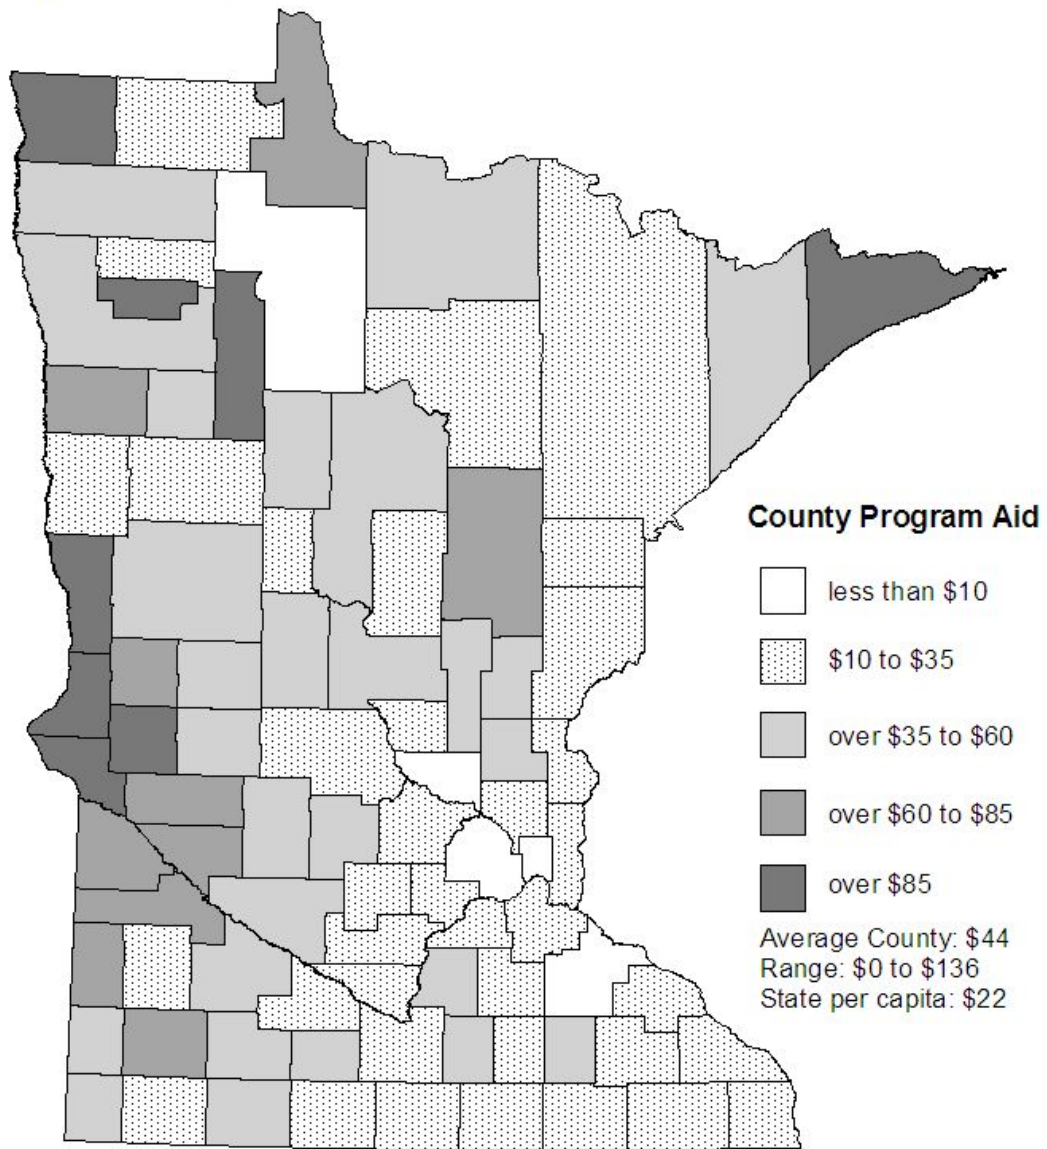 County Program Aid
less than $10
$10 to $35
over $35 to $60
over $60 to $85
over $85
Average County: $44
Range: $0 to $136
State per capita: $22